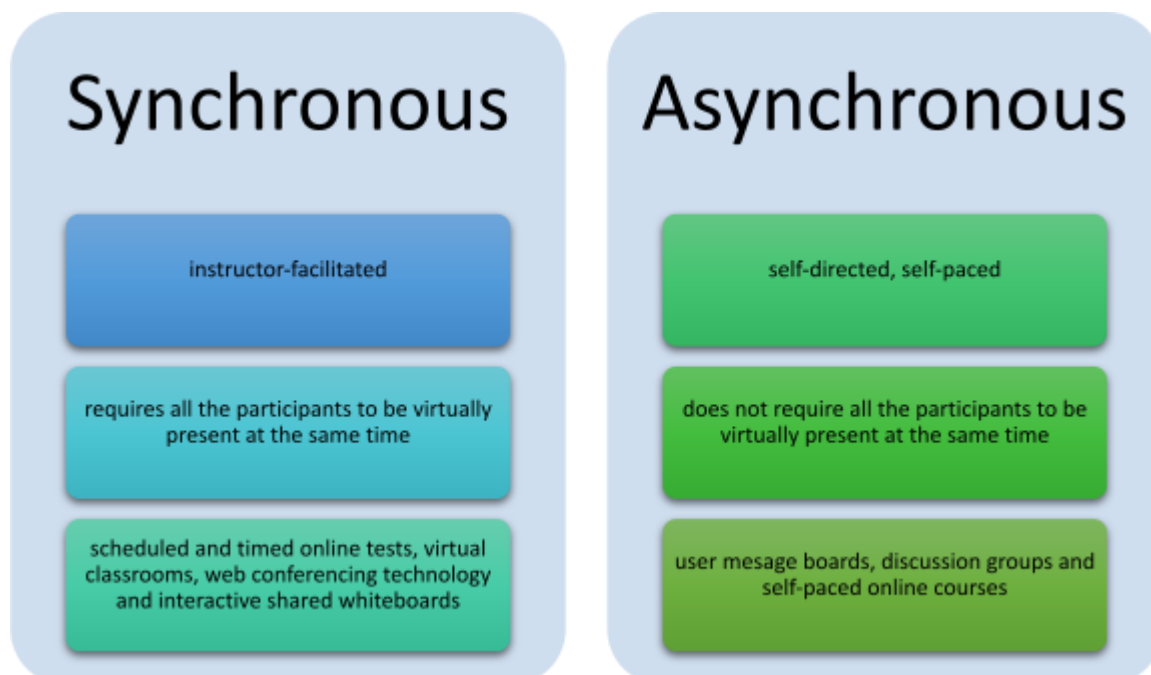 Synchronous
instructor-facilitated
requires all the participants to be virtually
present at the same time
scheduled and timed online tests, virtual
classrooms, web conferencing technology
and interactive shared whiteboards
Asynchronous
self-directed, self-paced
does not require all the participants to be
virtually present at the same time
user mesage boards, discussion groups and
self-paced online courses